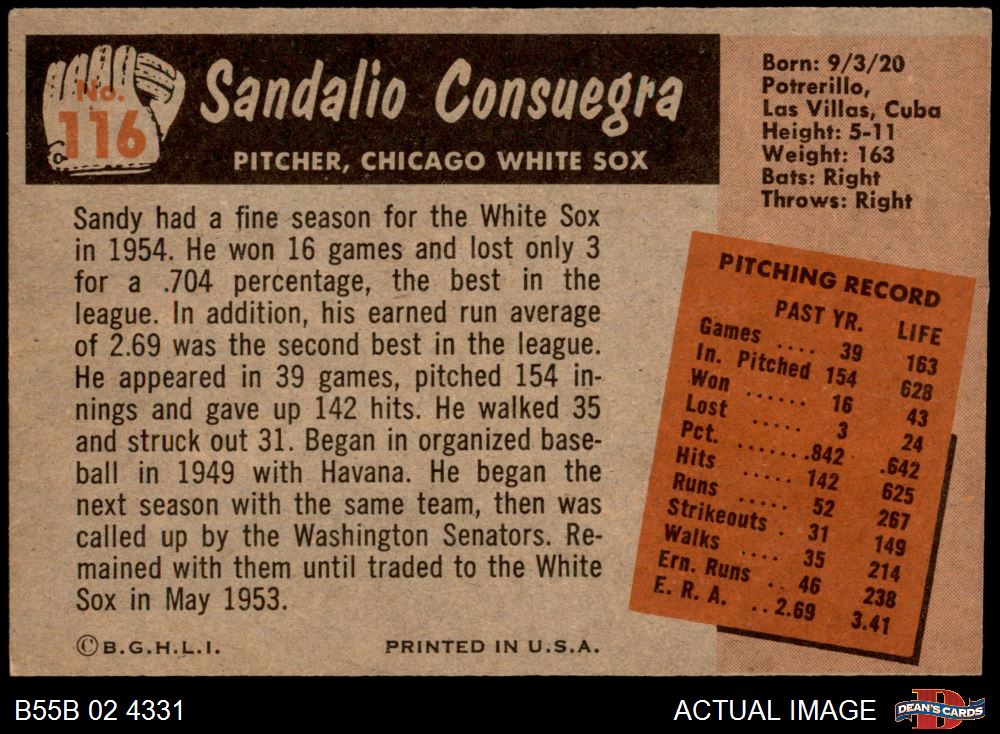 No.
116
Sandalio Consuegra
PITCHER, CHICAGO WHITE SOX
Born: 9/3/20
Potrerillo,
Las Villas, Cuba
Height: 5-11
Weight: 163
Bats: Right
Throws: Right
Sandy had a fine season for the White Sox
in 1954. He won 16 games and lost only 3
for a .704 percentage, the best in the
league. In addition, his earned run average
of 2.69 was the second best in the league.
He appeared in 39 games, pitched 154 in-
nings and gave up 142 hits. He walked 35
and struck out 31. Began in organized base-
ball in 1949 with Havana. He began the
next season with the same team, then was
called up by the Washington Senators. Re-
mained with them until traded to the White
Sox in May 1953.
PITCHING RECORD
PAST YR. LIFE
Games .... 39 163
In. Pitched 154 628
Won ...... 16 43
Lost ..... 3 24
Pct. .......842 .642
Hits ..... 142 625
Runs ..... 52 267
Strikeouts . 31 149
Walks .... 35 214
Ern. Runs .. 46 238
E. R. A. ..2.69 3.41
©B.G.H.L.I. PRINTED IN U.S.A.
B55B 02 4331
ACTUAL IMAGE
DEAN'S CARDS